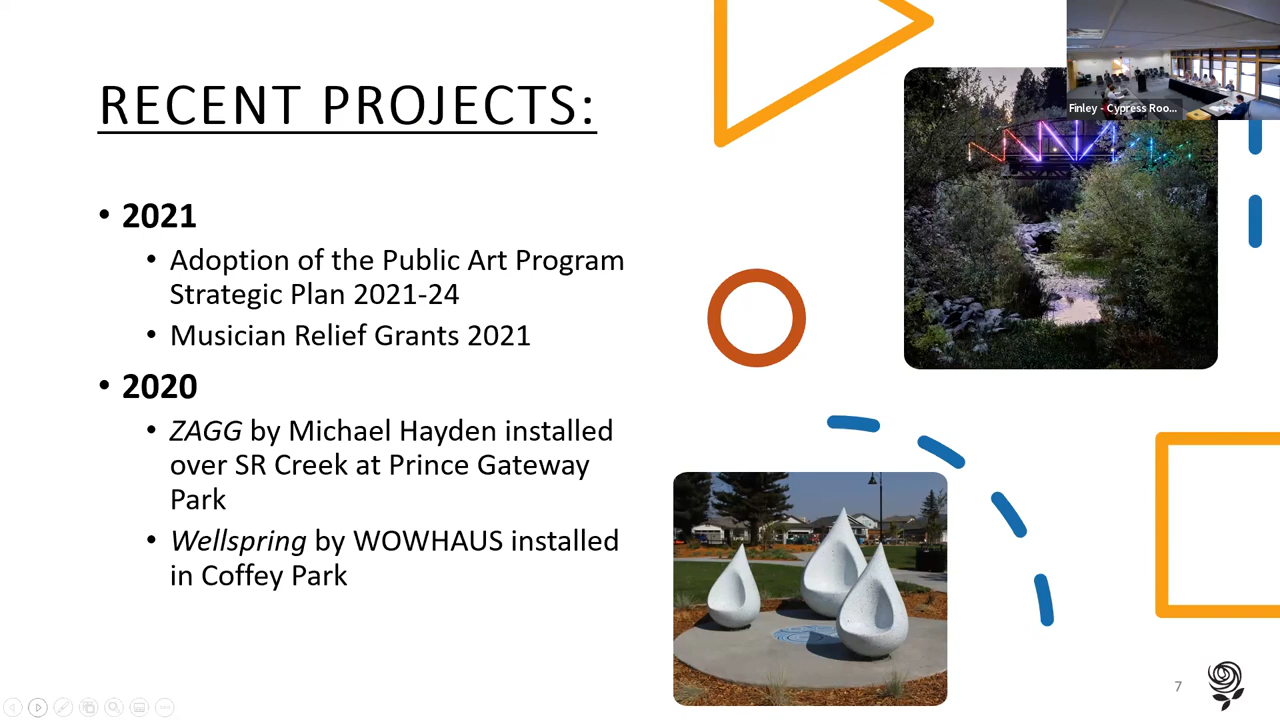 RECENT PROJECTS:
Finley - Cypress Roo...
• 2021
• Adoption of the Public Art Program
Strategic Plan 2021-24
• Musician Relief Grants 2021
• 2020
• ZAGG by Michael Hayden installed
over SR Creek at Prince Gateway
Park
• Wellspring by WOWHAUS installed
in Coffey Park
7